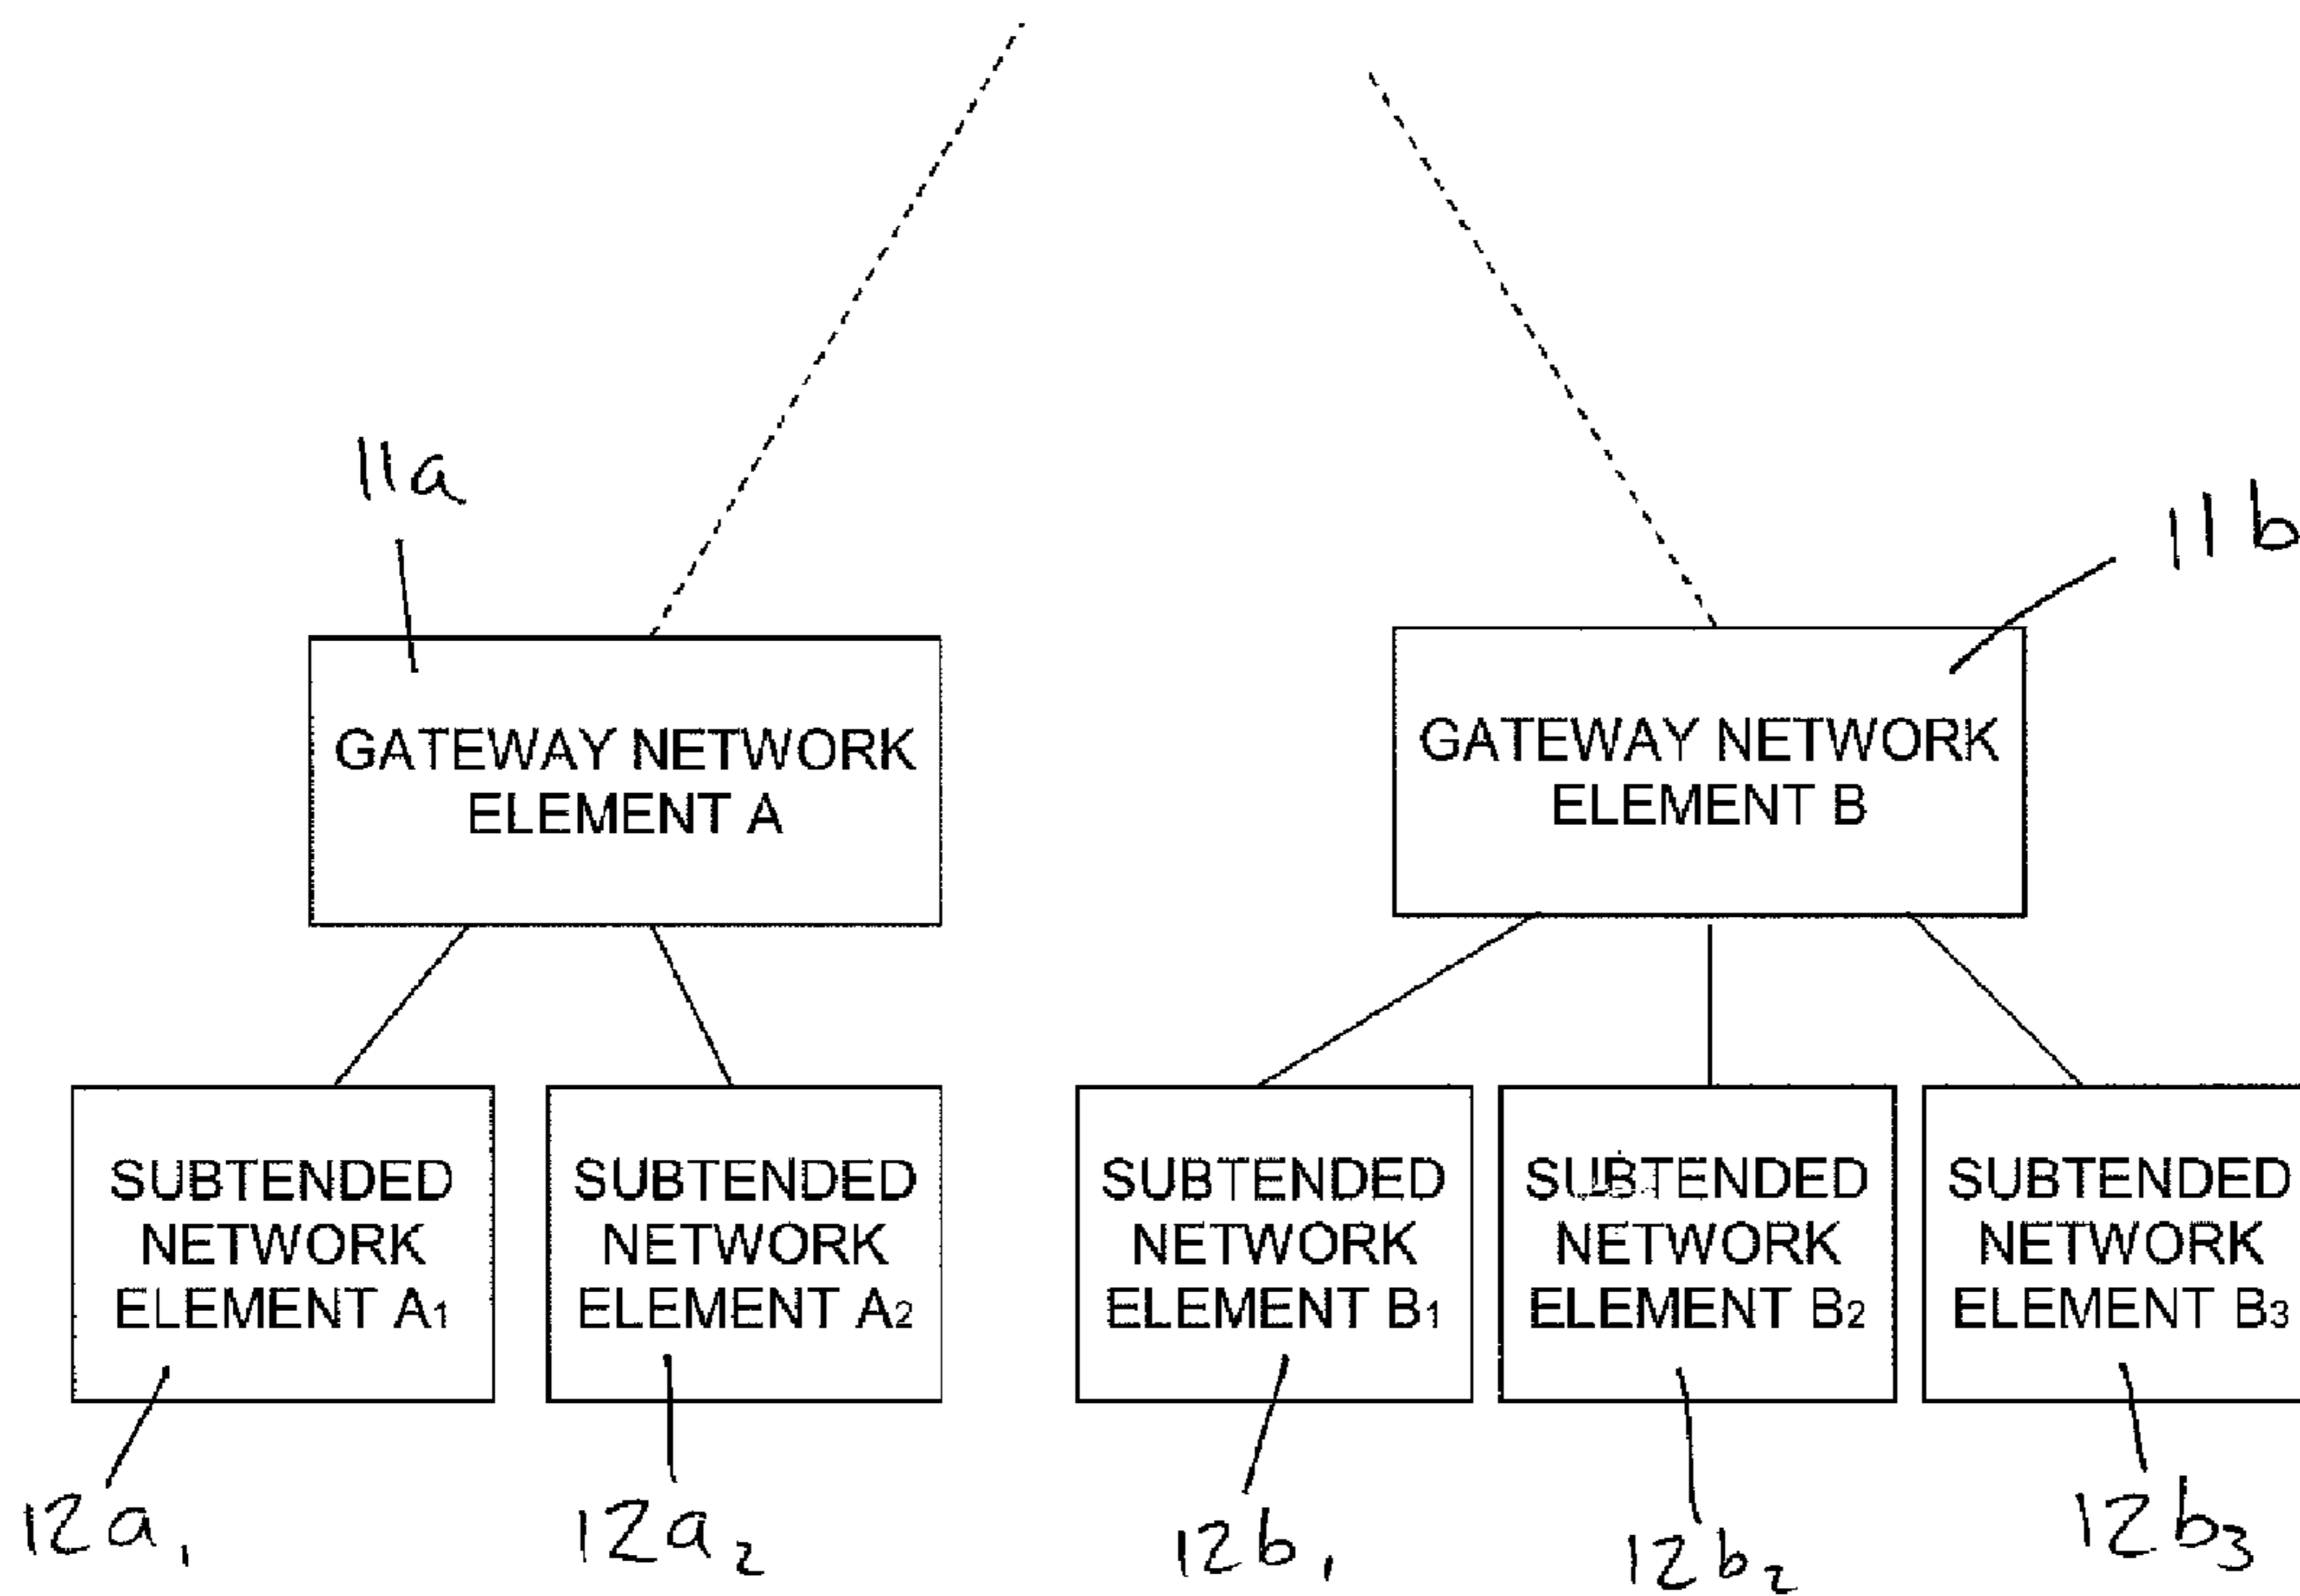 11a
11b
GATEWAY NETWORK
ELEMENT A
GATEWAY NETWORK
ELEMENT B
SUBTENDED
NETWORK
ELEMENT A1
SUBTENDED
NETWORK
ELEMENT A2
SUBTENDED
NETWORK
ELEMENT B1
SUBTENDED
NETWORK
ELEMENT B2
SUBTENDED
NETWORK
ELEMENT B3
12a1
12a2
12b1
12b2
12b3